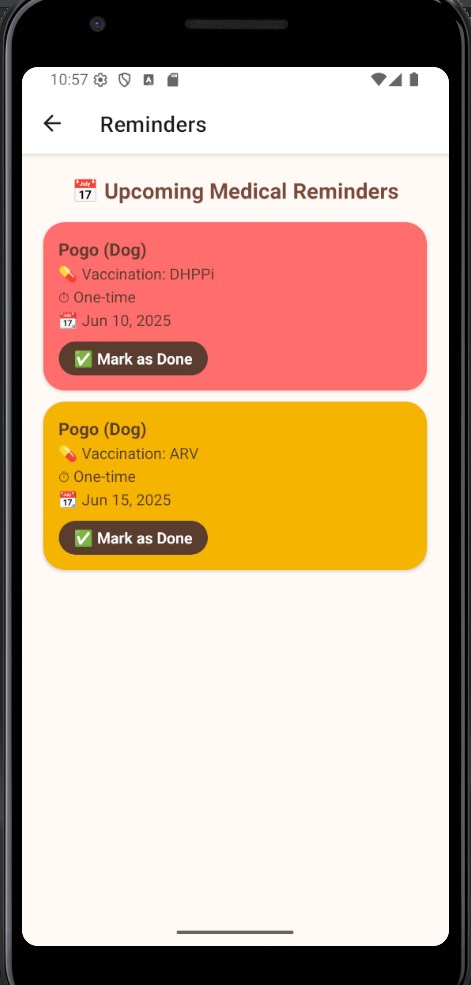 10:57
Reminders
📅 Upcoming Medical Reminders
Pogo (Dog)
💊 Vaccination: DHPPi
⏱ One-time
📆 Jun 10, 2025
✅ Mark as Done
Pogo (Dog)
💊 Vaccination: ARV
⏱ One-time
📆 Jun 15, 2025
✅ Mark as Done